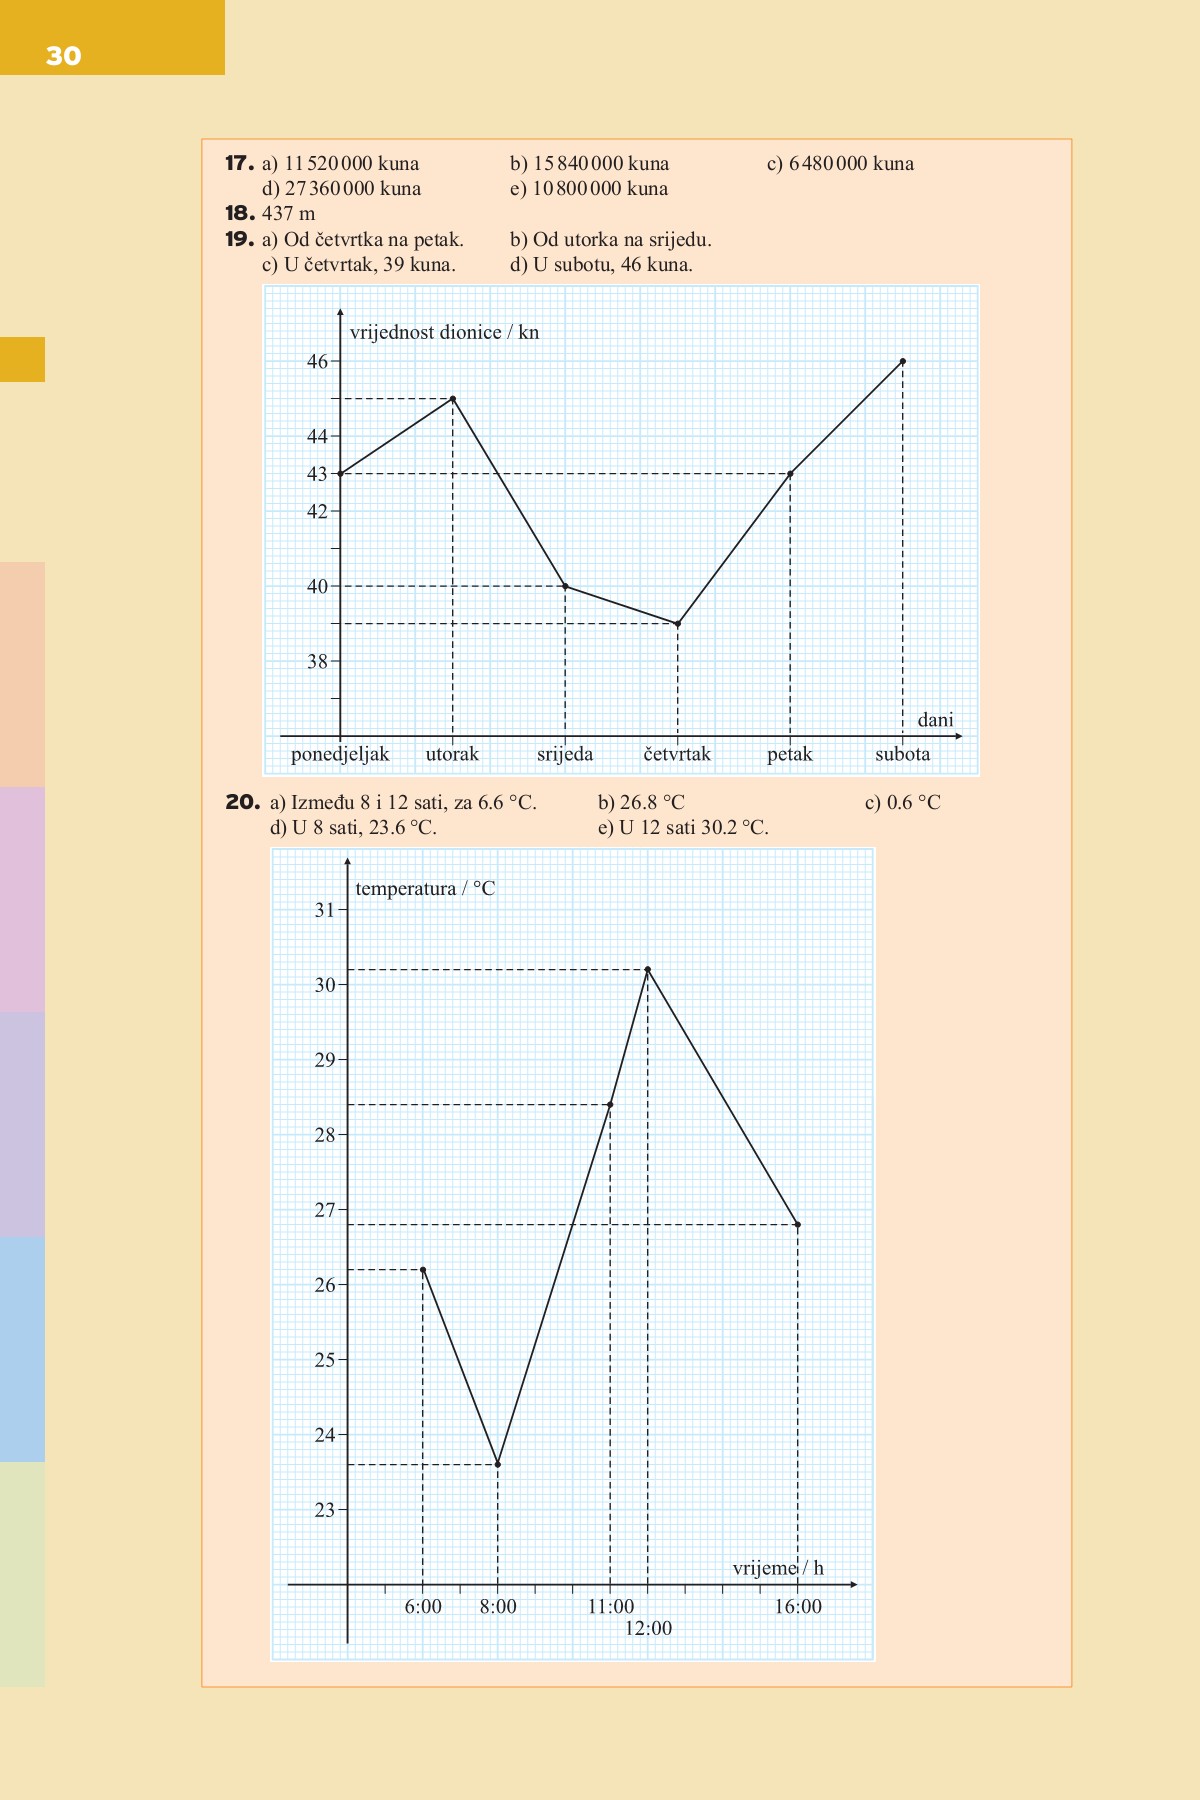 30
17. a) 11 520 000 kuna b) 15 840 000 kuna c) 6 480 000 kuna
d) 27 360 000 kuna e) 10 800 000 kuna
18. 437 m
19. a) Od četvrtka na petak. b) Od utorka na srijedu.
c) U četvrtak, 39 kuna. d) U subotu, 46 kuna.
vrijednost dionice / kn
46
44
43
42
40
38
dani
ponedjeljak utorak srijeda četvrtak petak subota
20. a) Između 8 i 12 sati, za 6.6 °C. b) 26.8 °C c) 0.6 °C
d) U 8 sati, 23.6 °C. e) U 12 sati 30.2 °C.
temperatura / °C
31
30
29
28
27
26
25
24
23
vrijeme / h
6:00 8:00 11:00 16:00
12:00